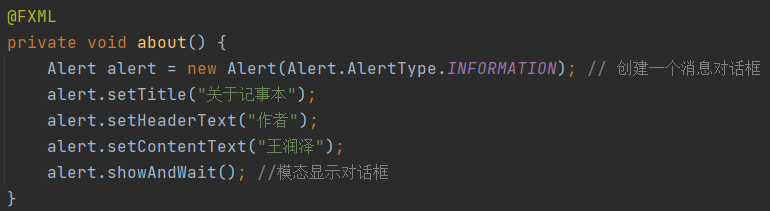 @FXML
private void about() {
Alert alert = new Alert(Alert.AlertType.INFORMATION); // 创建一个消息对话框
alert.setTitle("关于记事本");
alert.setHeaderText("作者");
alert.setContentText("王润泽");
alert.showAndWait(); //模态显示对话框
}